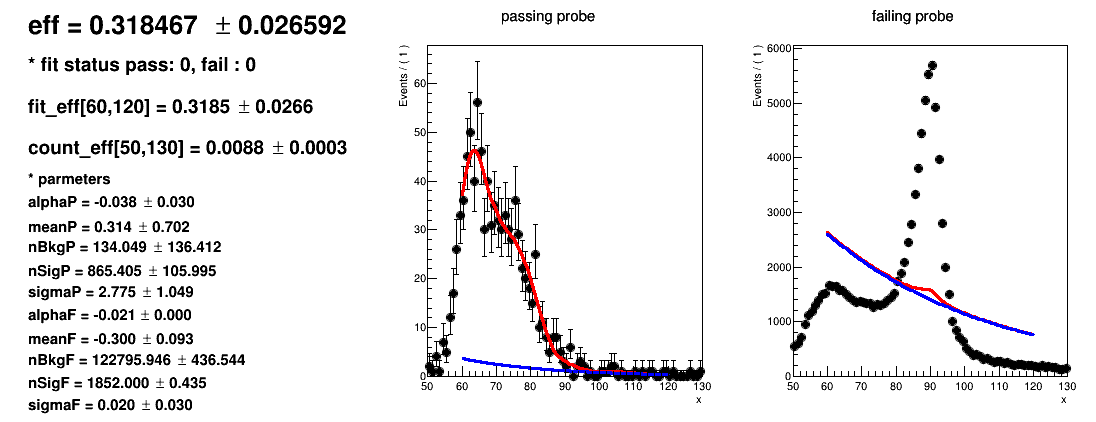 eff = 0.318467 ± 0.026592
* fit status pass: 0, fail : 0
fit_eff[60,120] = 0.3185 ± 0.0266
count_eff[50,130] = 0.0088 ± 0.0003
* parmeters
alphaP = -0.038 ± 0.030
meanP = 0.314 ± 0.702
nBkgP = 134.049 ± 136.412
nSigP = 865.405 ± 105.995
sigmaP = 2.775 ± 1.049
alphaF = -0.021 ± 0.000
meanF = -0.300 ± 0.093
nBkgF = 122795.946 ± 436.544
nSigF = 1852.000 ± 0.435
sigmaF = 0.020 ± 0.030
passing probe
Events / ( 1 )
60
50
40
30
20
10
0
50 60 70 80 90 100 110 120 130
x
failing probe
Events / ( 1 )
6000
5000
4000
3000
2000
1000
0
50 60 70 80 90 100 110 120 130
x